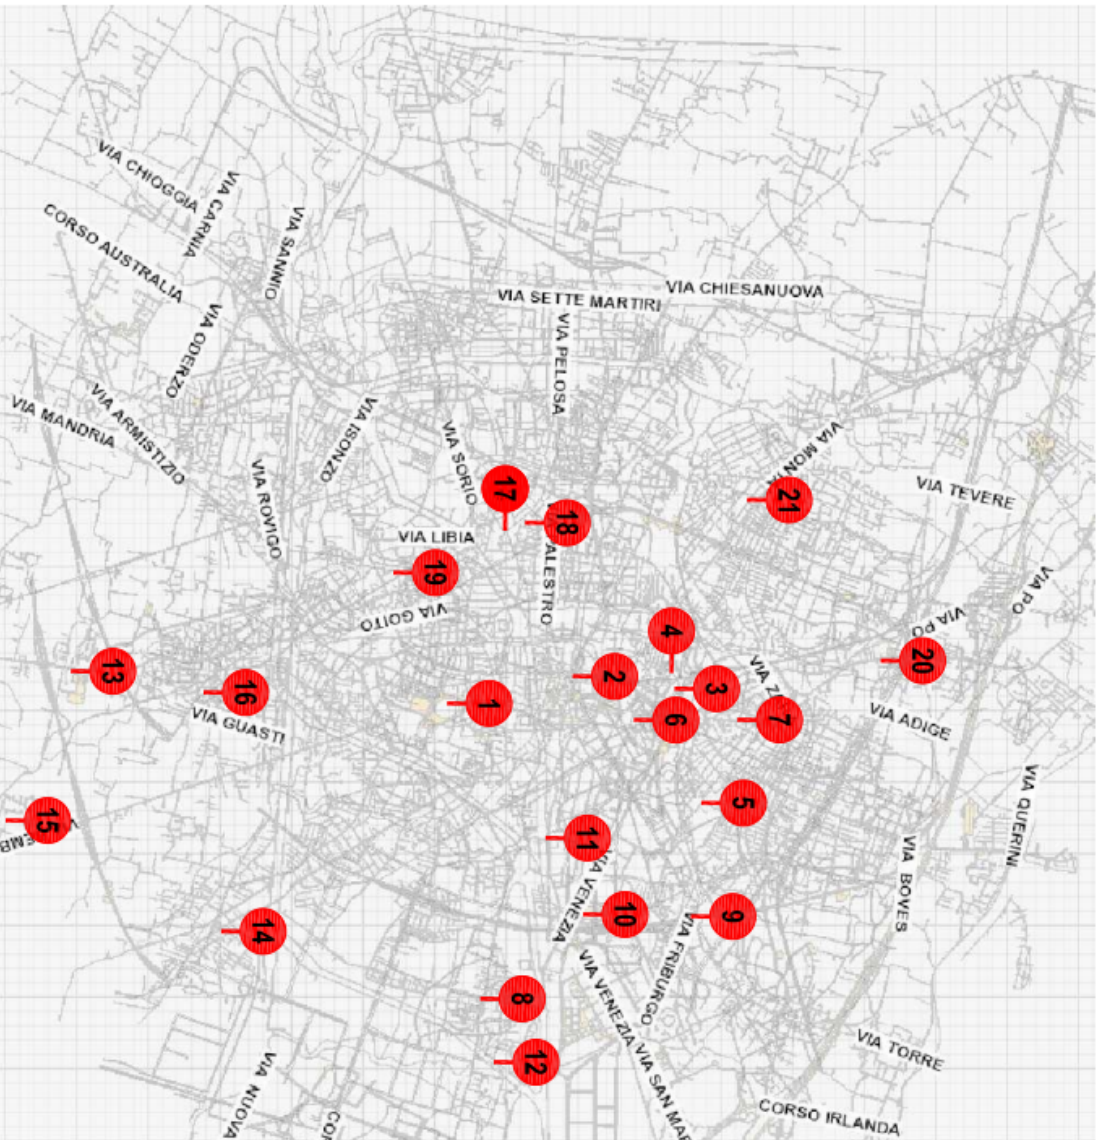 VIA CHIOGGIA
VIA CARNIA
CORSO AUSTRALIA
VIA SANNIO
VIA SETTE MARTIRI
VIA CHIESANUOVA
VIA ODERZO
VIA PELOSA
VIA MANDRIA
VIA ARMISTIZIO
VIA ISONZO
VIA SORIO
VIA ROVIGO
17
18
21
VIA TEVERE
VIA LIBIA
19
ALESTRO
VIA GOITO
VIA PO
VIA PO
4
20
13
16
2
3
1
6
7
VIA GUASTI
VIA ADIGE
15
5
11
VIA QUERINI
VIA VENEZIA
VIA BOVES
14
10
9
VIA FRIBURGO
8
VIA VENEZIA
12
VIA SAN MAR
VIA TORRE
VIA NUOVA
CORSO IRLANDA